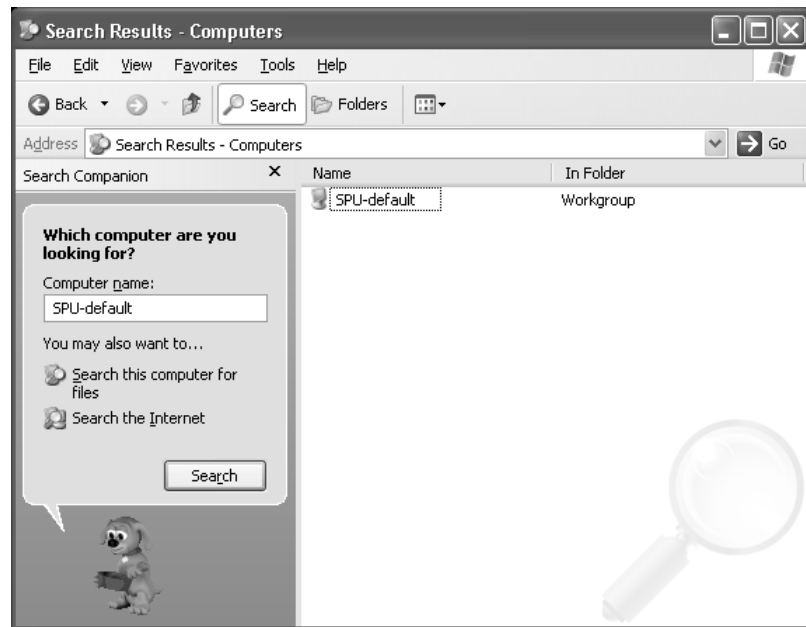 Search Results - Computers
File Edit View Favorites Tools Help
Back Search Folders
Address Search Results - Computers Go
Search Companion X Name In Folder
SPU-default Workgroup
Which computer are you
looking for?
Computer name:
SPU-default
You may also want to...
Search this computer for
files
Search the Internet
Search